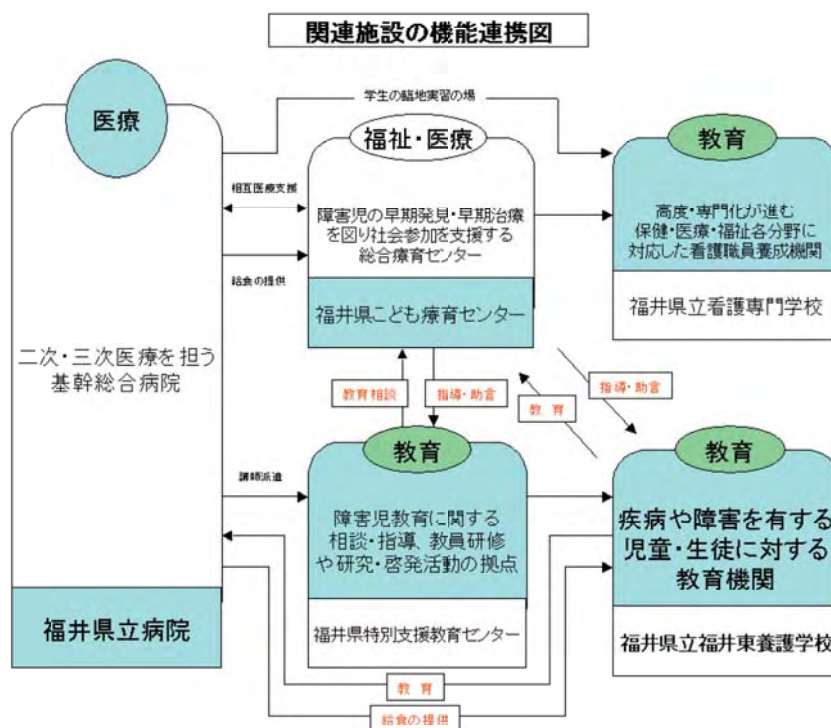 関連施設の機能連携図
医療
学生の臨地実習の場
福祉・医療
教育
相互医療支援
障害児の早期発見・早期治療
を図り社会参加を支援する
総合療育センター
高度・専門化が進む
保健・医療・福祉各分野に
対応した看護職員養成機関
給食の提供
福井県こども療育センター
福井県立看護専門学校
二次・三次医療を担う
基幹総合病院
教育相談
指導・助言
教育
指導・助言
教育
教育
講師派遣
障害児教育に関する
相談・指導、教員研修
や研究・啓発活動の拠点
疾病や障害を有する
児童・生徒に対する
教育機関
福井県立病院
福井県特別支援教育センター
福井県立福井東養護学校
教育
給食の提供